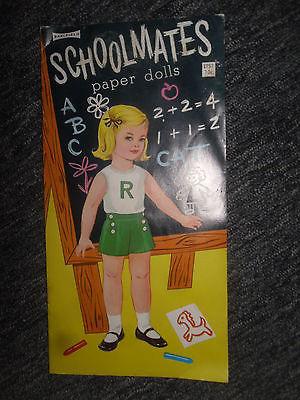 SCHOOLMATES
paper dolls
A
B
C
2+2=4
1+1=2
CAT
R